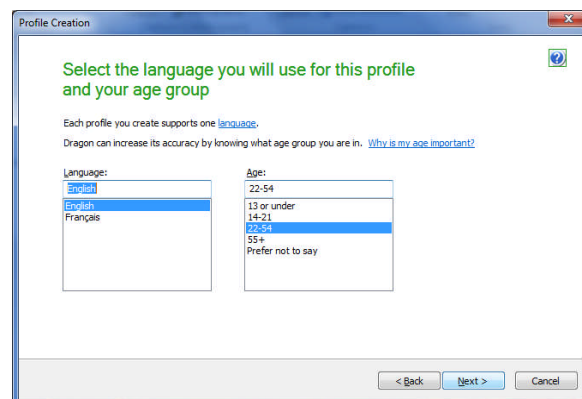 Profile Creation
Select the language you will use for this profile
and your age group
Each profile you create supports one language.
Dragon can increase its accuracy by knowing what age group you are in. Why is my age important?
Language:
English
English
Français
Age:
22-54
13 or under
14-21
22-54
55+
Prefer not to say
< Back
Next >
Cancel